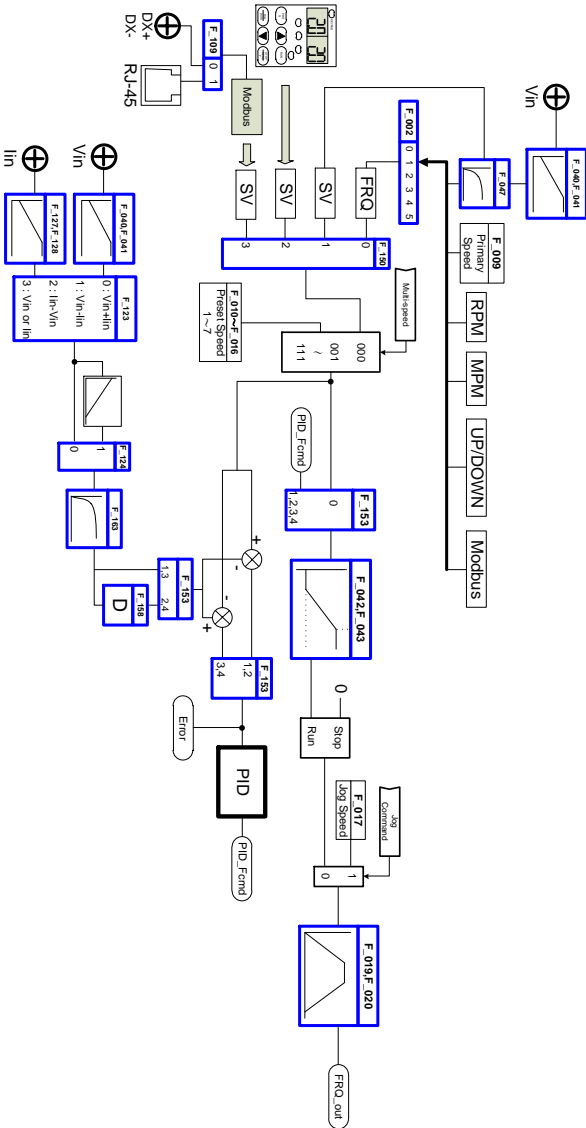 Vin
F_040,F_041
F_047
F_002
0 1 2 3 4 5
F_009
Primary
Speed
RPM
MPM
UP/DOWN
Modbus
FRQ
SV
SV
SV
F_150
0
1
2
3
Modbus
DX+
DX-
F_109
0 1
RJ-45
Multi-speed
000
001
~
111
F_010~F_016
Preset Speed
1~7
PID_Fcmd
F_153
0
1,2,3,4
F_042,F_043
0
Stop
Run
F_017
Jog Speed
Jog
Command
1
0
F_019,F_020
FRQ_out
Vin
Iin
F_040,F_041
F_127,F_128
F_123
0 : Vin+Iin
1 : Vin-Iin
2 : Iin-Vin
3 : Vin or Iin
F_124
1
0
F_163
F_158
D
F_153
1,3
2,4
+
-
-
+
F_153
1,2
3,4
Error
PID
PID_Fcmd